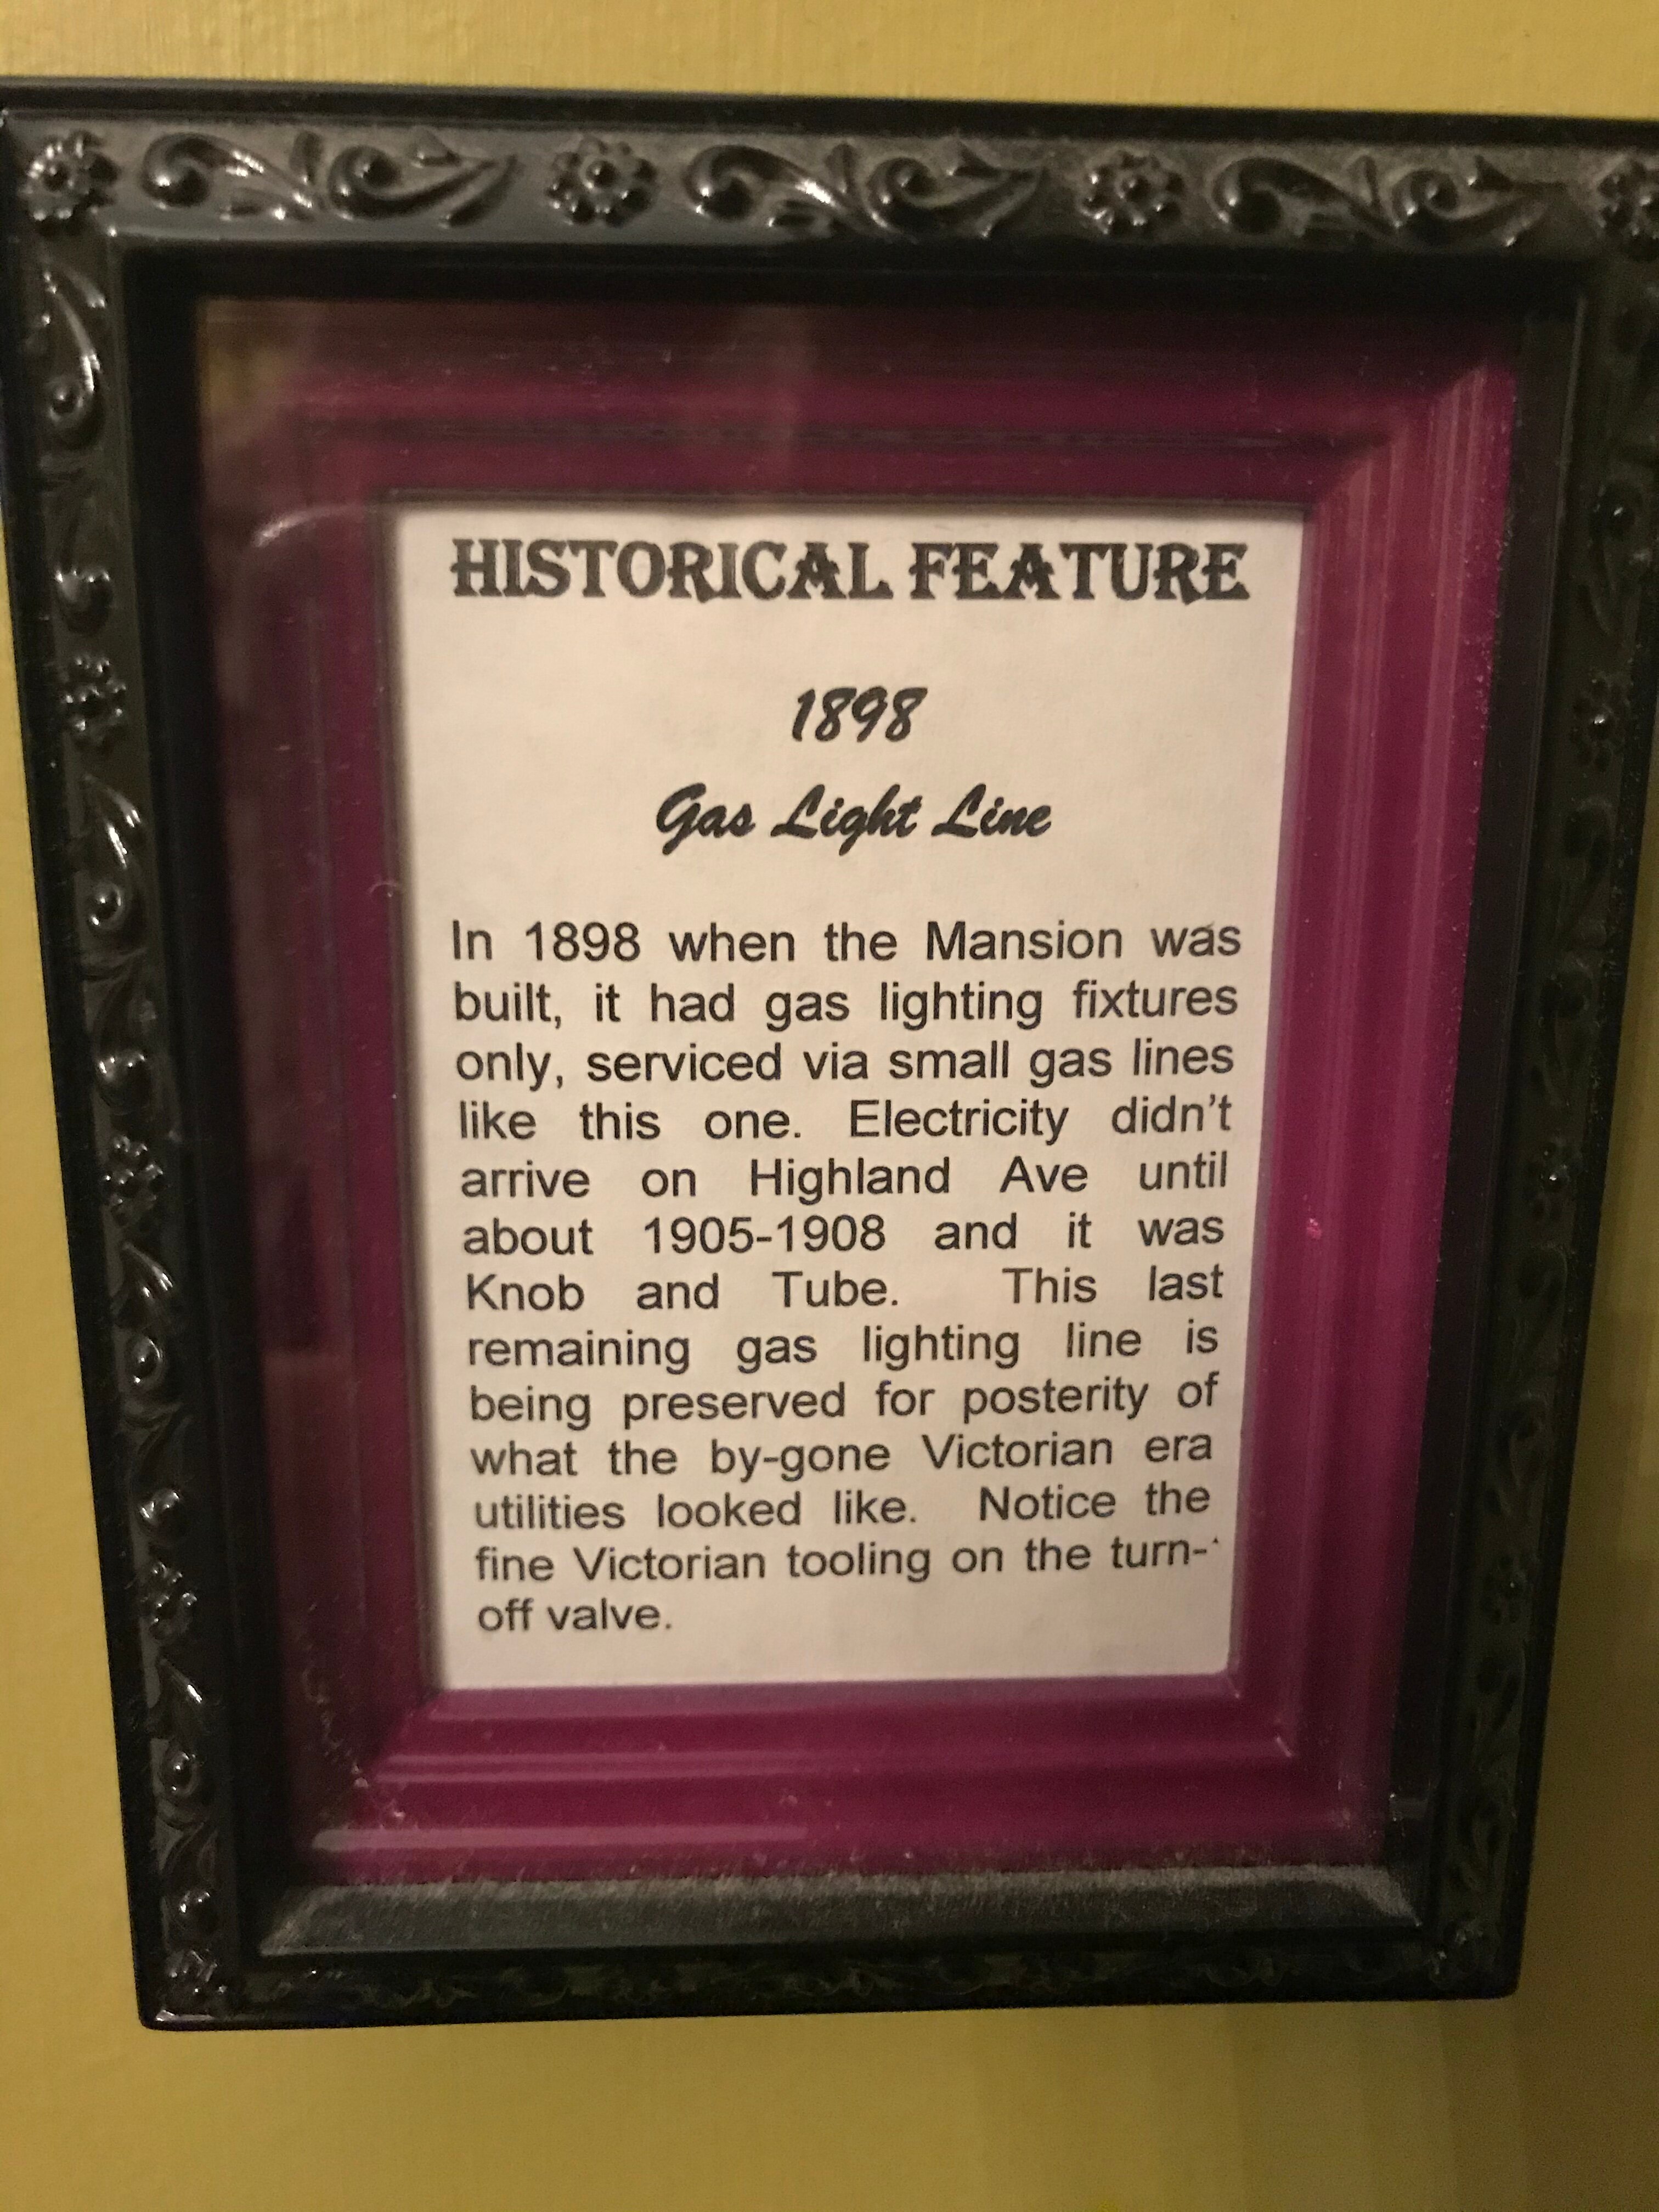 HISTORICAL FEATURE
1898
Gas Light Line
In 1898 when the Mansion was
built, it had gas lighting fixtures
only, serviced via small gas lines
like this one. Electricity didn't
arrive on Highland Ave until
about 1905-1908 and it was
Knob and Tube. This last
remaining gas lighting line is
being preserved for posterity of
what the by-gone Victorian era
utilities looked like. Notice the
fine Victorian tooling on the turn-
off valve.